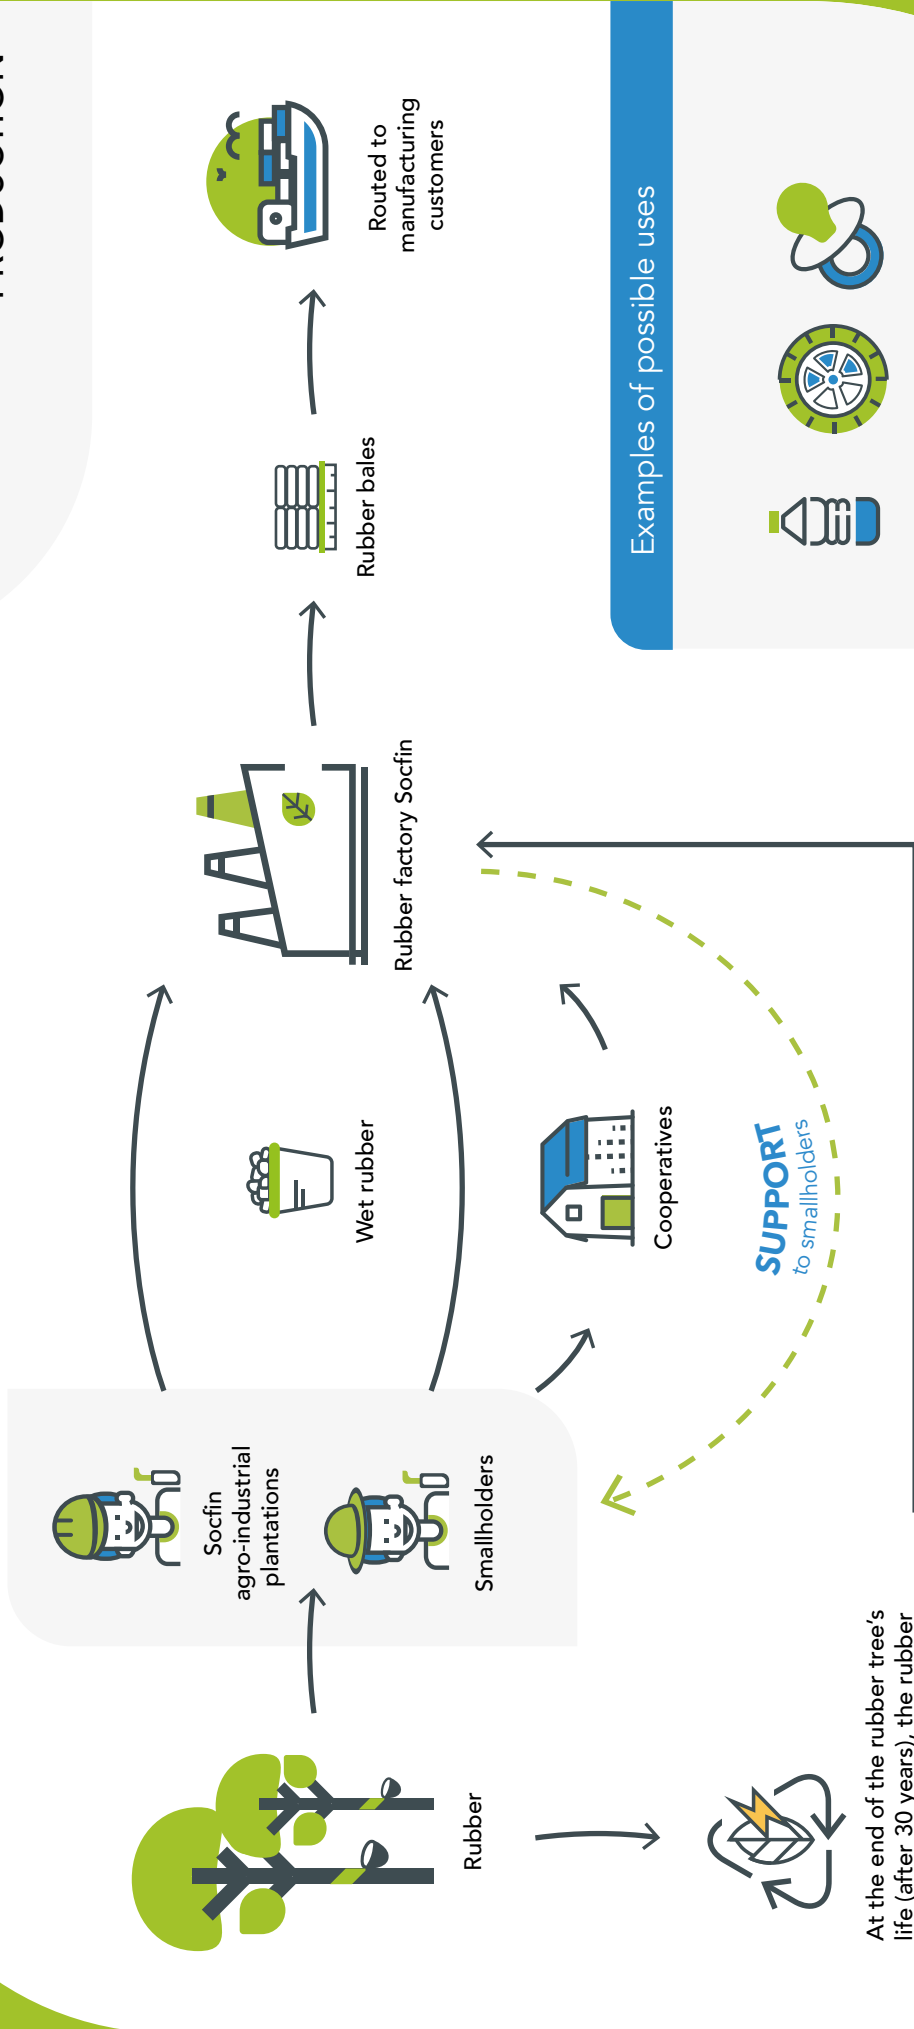 Rubber
Socfin
agro-industrial
plantations
Smallholders
Wet rubber
Cooperatives
SUPPORT
to smallholders
Rubber factory Socfin
Rubber bales
Routed to
manufacturing
customers
Examples of possible uses
At the end of the rubber tree's
life (after 30 years), the rubber